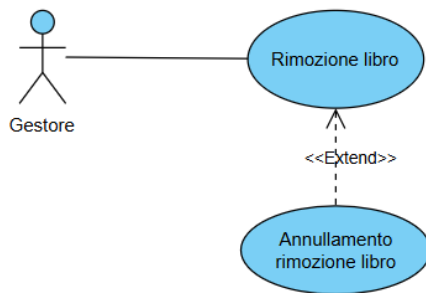 Rimozione libro
Gestore
<<Extend>>
Annullamento
rimozione libro